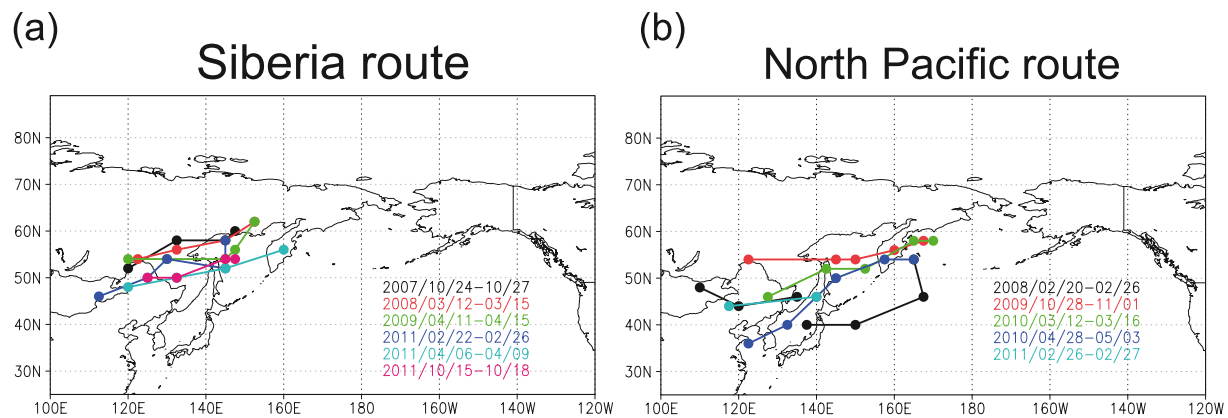 (a)
Siberia route
80N
70N
60N
50N
40N
30N
2007/10/24-10/27
2008/03/12-03/15
2009/04/11-04/15
2011/02/22-02/26
2011/04/06-04/09
2011/10/15-10/18
100E 120E 140E 160E 180 160W 140W 120W
(b)
North Pacific route
80N
70N
60N
50N
40N
30N
2008/02/20-02/26
2009/10/28-11/01
2010/03/12-03/16
2010/04/28-05/03
2011/02/26-02/27
100E 120E 140E 160E 180 160W 140W 120W